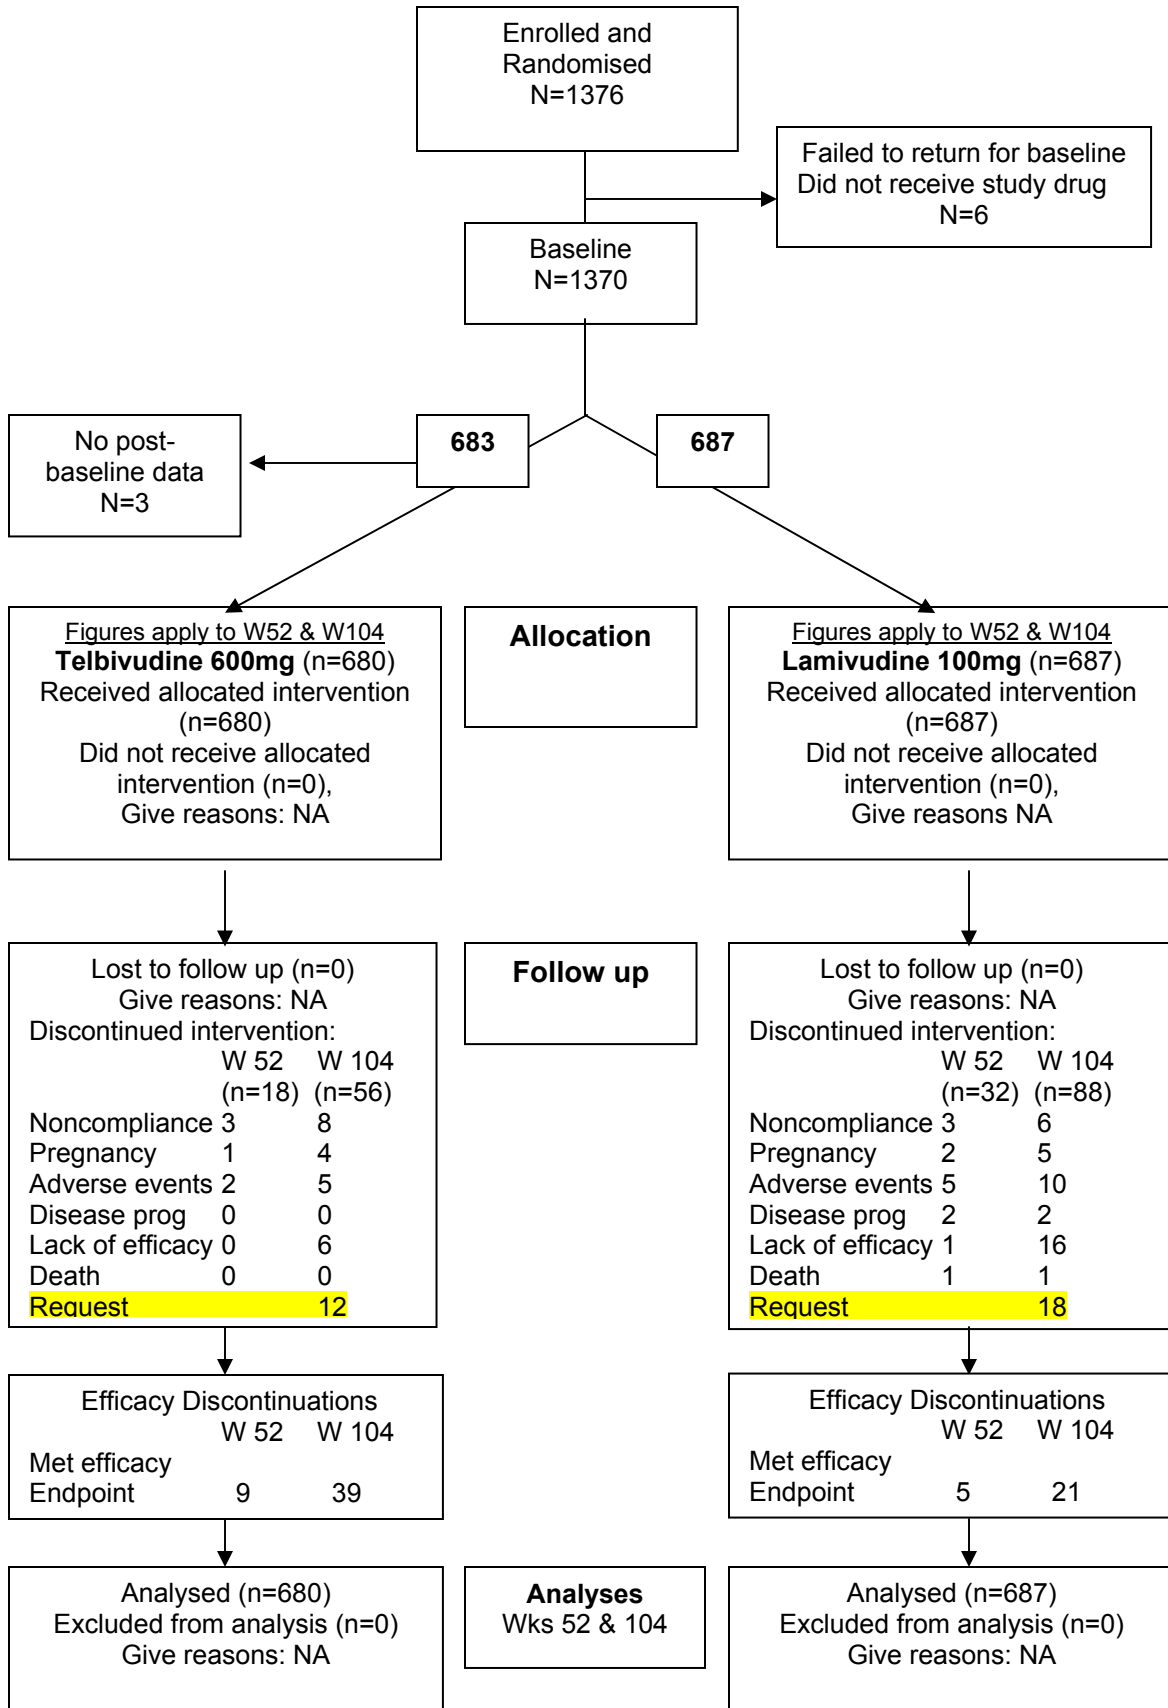 Enrolled and
Randomised
N=1376
Failed to return for baseline
Did not receive study drug
N=6
Baseline
N=1370
No post-
baseline data
N=3
683
687
Figures apply to W52 & W104
Telbivudine 600mg (n=680)
Received allocated intervention
(n=680)
Did not receive allocated
intervention (n=0),
Give reasons: NA
Allocation
Figures apply to W52 & W104
Lamivudine 100mg (n=687)
Received allocated intervention
(n=687)
Did not receive allocated
intervention (n=0),
Give reasons NA
Lost to follow up (n=0)
Give reasons: NA
Discontinued intervention:
W 52 W 104
(n=18) (n=56)
Noncompliance 3 8
Pregnancy 1 4
Adverse events 2 5
Disease prog 0 0
Lack of efficacy 0 6
Death 0 0
Request 12
Follow up
Lost to follow up (n=0)
Give reasons: NA
Discontinued intervention:
W 52 W 104
(n=32) (n=88)
Noncompliance 3 6
Pregnancy 2 5
Adverse events 5 10
Disease prog 2 2
Lack of efficacy 1 16
Death 1 1
Request 18
Efficacy Discontinuations
W 52 W 104
Met efficacy
Endpoint 9 39
Efficacy Discontinuations
W 52 W 104
Met efficacy
Endpoint 5 21
Analysed (n=680)
Excluded from analysis (n=0)
Give reasons: NA
Analyses
Wks 52 & 104
Analysed (n=687)
Excluded from analysis (n=0)
Give reasons: NA